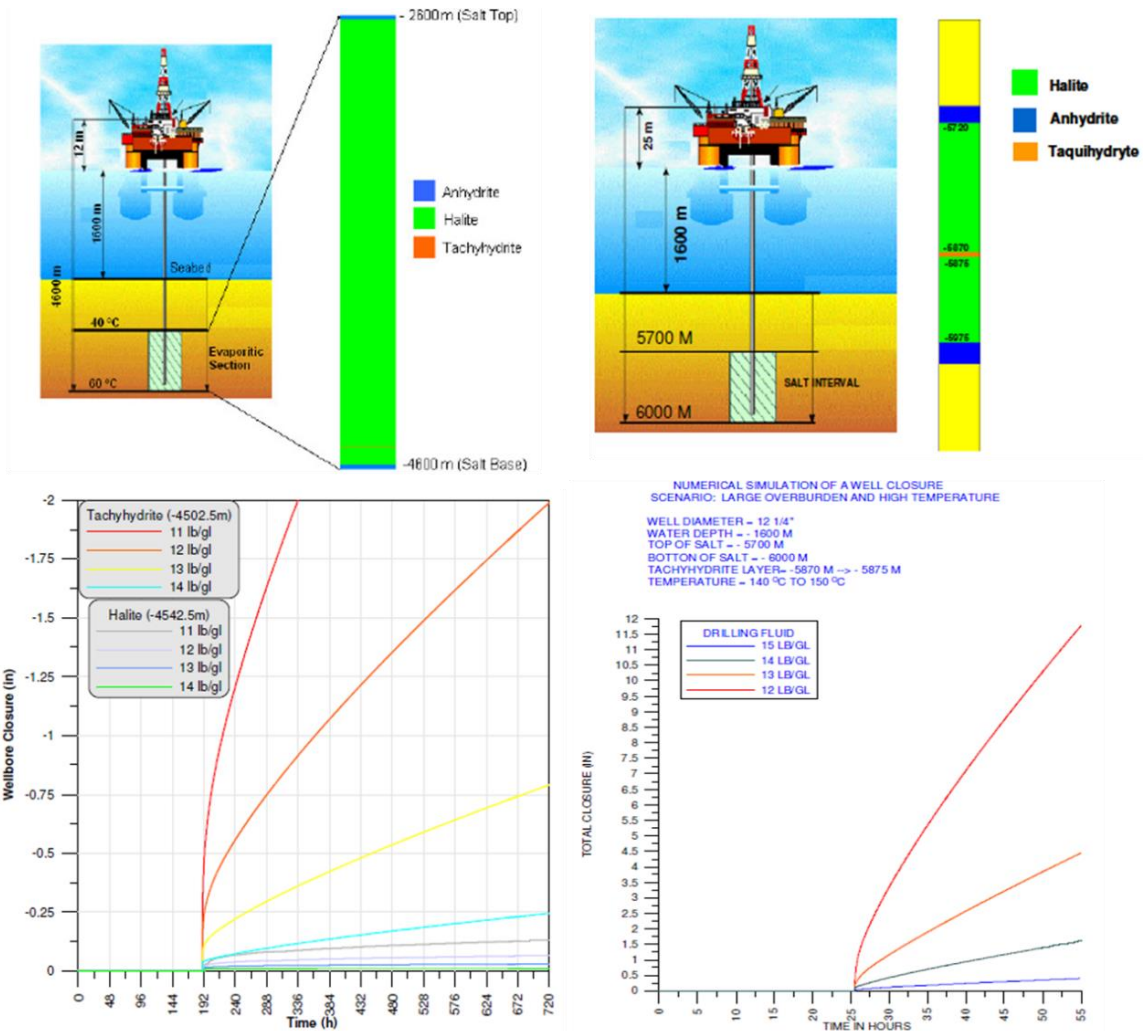 - 2600 m (Salt Top)
12 m
1600 m
4600 m
Seabed
40 ºC
Evaporitic
Section
60 ºC
Anhydrite
Halite
Tachyhydrite
-4800 m (Salt Base)
25 m
1600 m
5700 M
SALT INTERVAL
6000 M
-5720
-5870
-5875
-5975
Halite
Anhydrite
Taquihydryte
Wellbore Closure (in)
-2
-1.75
-1.5
-1.25
-1
-0.75
-0.5
-0.25
0
Tachyhydrite (-4502.5m)
11 lb/gl
12 lb/gl
13 lb/gl
14 lb/gl
Halite (-4542.5m)
11 lb/gl
12 lb/gl
13 lb/gl
14 lb/gl
0 48 96 144 192 240 288 336 384 432 480 528 576 624 672 720
Time (h)
NUMERICAL SIMULATION OF A WELL CLOSURE
SCENARIO: LARGE OVERBURDEN AND HIGH TEMPERATURE
WELL DIAMETER = 12 1/4"
WATER DEPTH = - 1600 M
TOP OF SALT = - 5700 M
BOTTON OF SALT = - 6000 M
TACHYHYDRITE LAYER= -5870 M --> - 5875 M
TEMPERATURE = 140 ºC TO 150 ºC
TOTAL CLOSURE (IN)
12
11.5
11
10.5
10
9.5
9
8.5
8
7.5
7
6.5
6
5.5
5
4.5
4
3.5
3
2.5
2
1.5
1
0.5
0
DRILLING FLUID
15 LB/GL
14 LB/GL
13 LB/GL
12 LB/GL
0 5 10 15 20 25 30 35 40 45 50 55
TIME IN HOURS